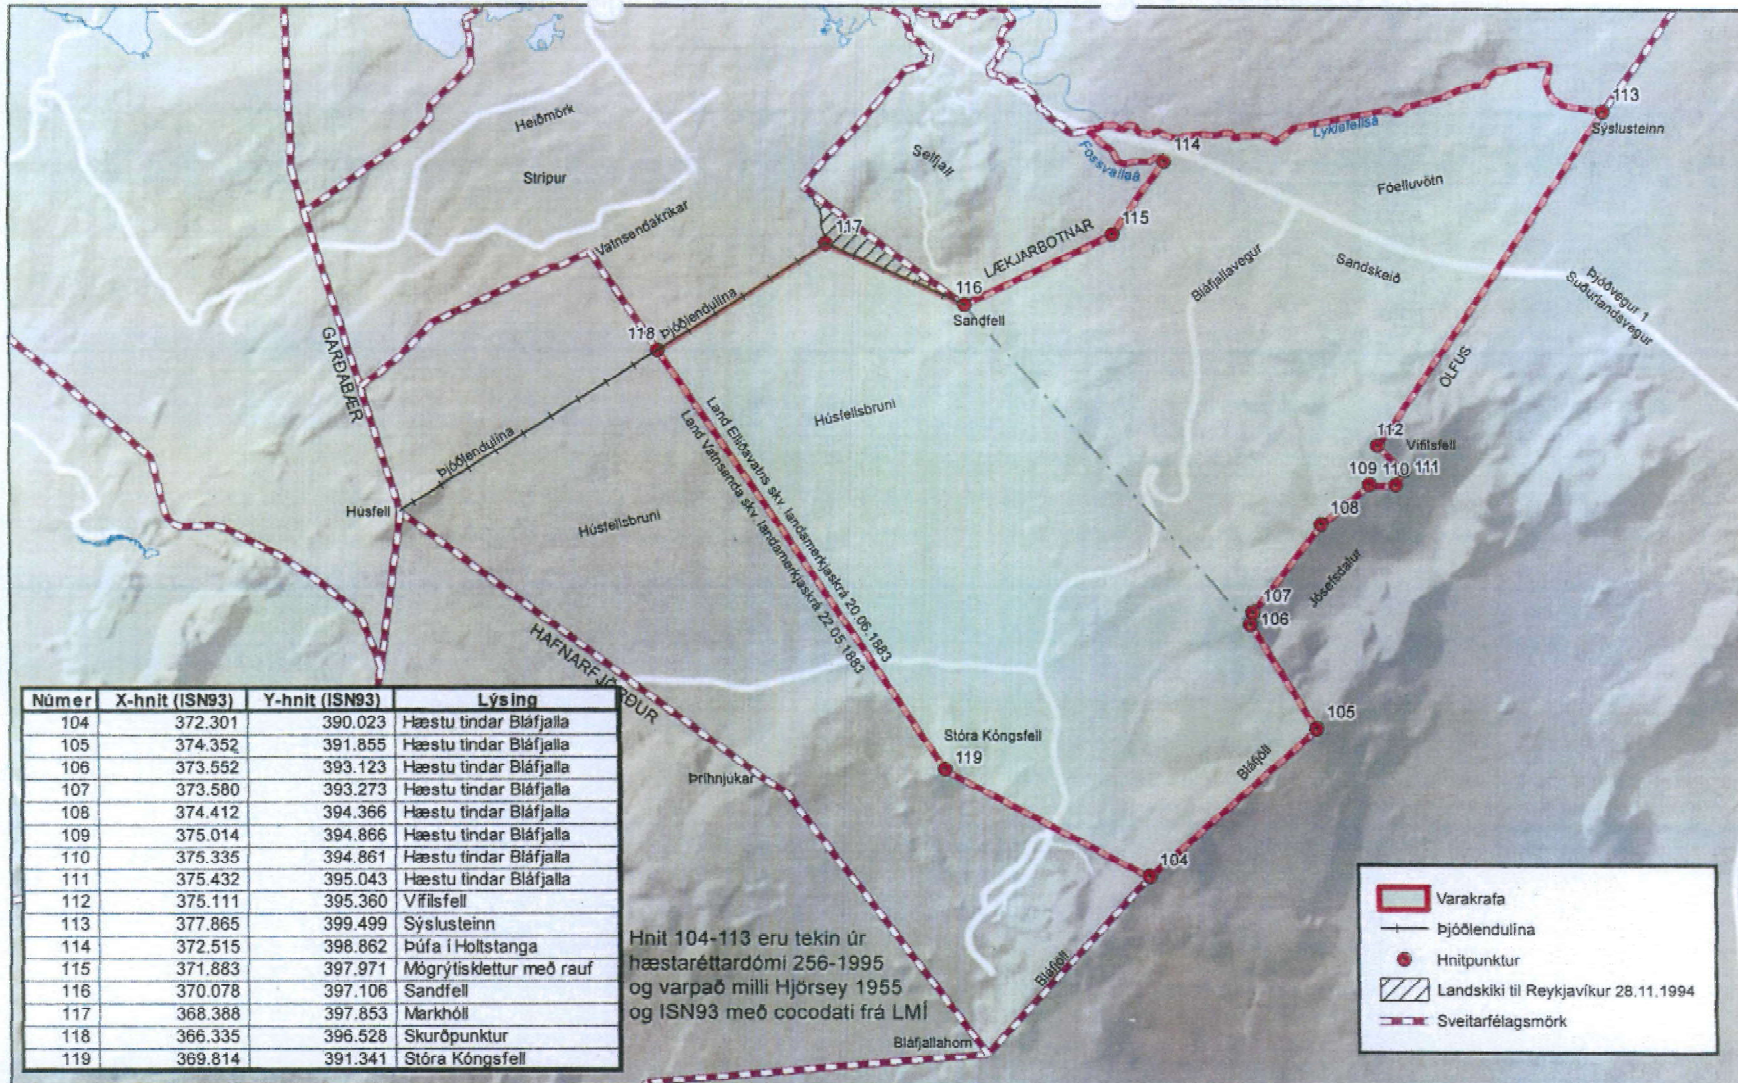 Heiðmörk
Strípur
Vatnsendakrikar
Selfjall
Fossvallaá
Lyklafellsá
113
Sýslusteinn
114
Fóelluvötn
115
LÆKJARBOTNAR
117
116
Sandfell
Bláfjallavegur
Sandskeið
Þjóðvegur 1
Suðurlandsvegur
GARÐABÆR
Þjóðlendulína
118
ÖLFUS
Húsfellsbruni
112
Vífilsfell
Þjóðlendulína
109
110
111
108
Húsfell
Húsfellsbruni
Land Elliðavatns skv. landamerkjaskrá 20.06.1883
Land Vatnsenda skv. landamerkjaskrá 22.05.1883
Jósefsdalur
107
106
HAFNARFJÖRÐUR
105
Stóra Kóngsfell
119
Þríhnjúkar
Bláfjöll
104
Bláfjöll
Bláfjallahorn
Númer X-hnit (ISN93) Y-hnit (ISN93) Lýsing
104 372.301 390.023 Hæstu tindar Bláfjalla
105 374.352 391.855 Hæstu tindar Bláfjalla
106 373.552 393.123 Hæstu tindar Bláfjalla
107 373.580 393.273 Hæstu tindar Bláfjalla
108 374.412 394.366 Hæstu tindar Bláfjalla
109 375.014 394.866 Hæstu tindar Bláfjalla
110 375.335 394.861 Hæstu tindar Bláfjalla
111 375.432 395.043 Hæstu tindar Bláfjalla
112 375.111 395.360 Vífilsfell
113 377.865 399.499 Sýslusteinn
114 372.515 398.862 Þúfa í Holtstanga
115 371.883 397.971 Mógrýtisklettur með rauf
116 370.078 397.106 Sandfell
117 368.388 397.853 Markhóll
118 366.335 396.528 Skurðpunktur
119 369.814 391.341 Stóra Kóngsfell
Hnit 104-113 eru tekin úr
hæstaréttardómi 256-1995
og varpað milli Hjörsey 1955
og ISN93 með cocodati frá LMÍ
Varakrafa
Þjóðlendulína
Hnitpunktur
Landskiki til Reykjavíkur 28.11.1994
Sveitarfélagsmörk